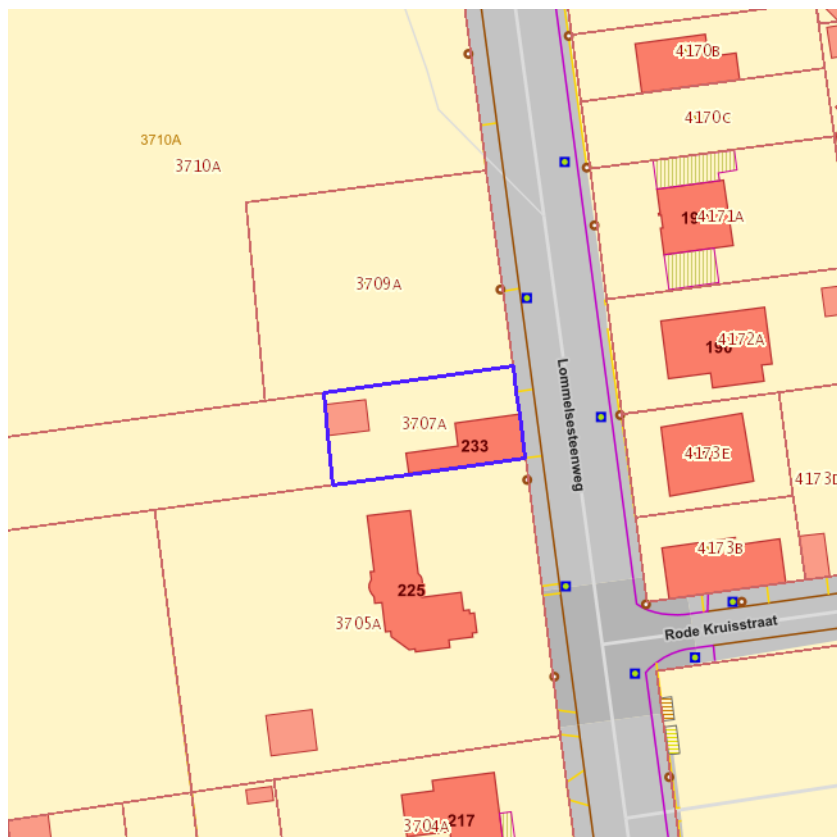 4170B
4170C
3710A
3710A
4171A
3709A
4172A
Lommelsesteenweg
3707A
233
4173E
4173D
4173B
225
3705A
Rode Kruisstraat
217
3704A